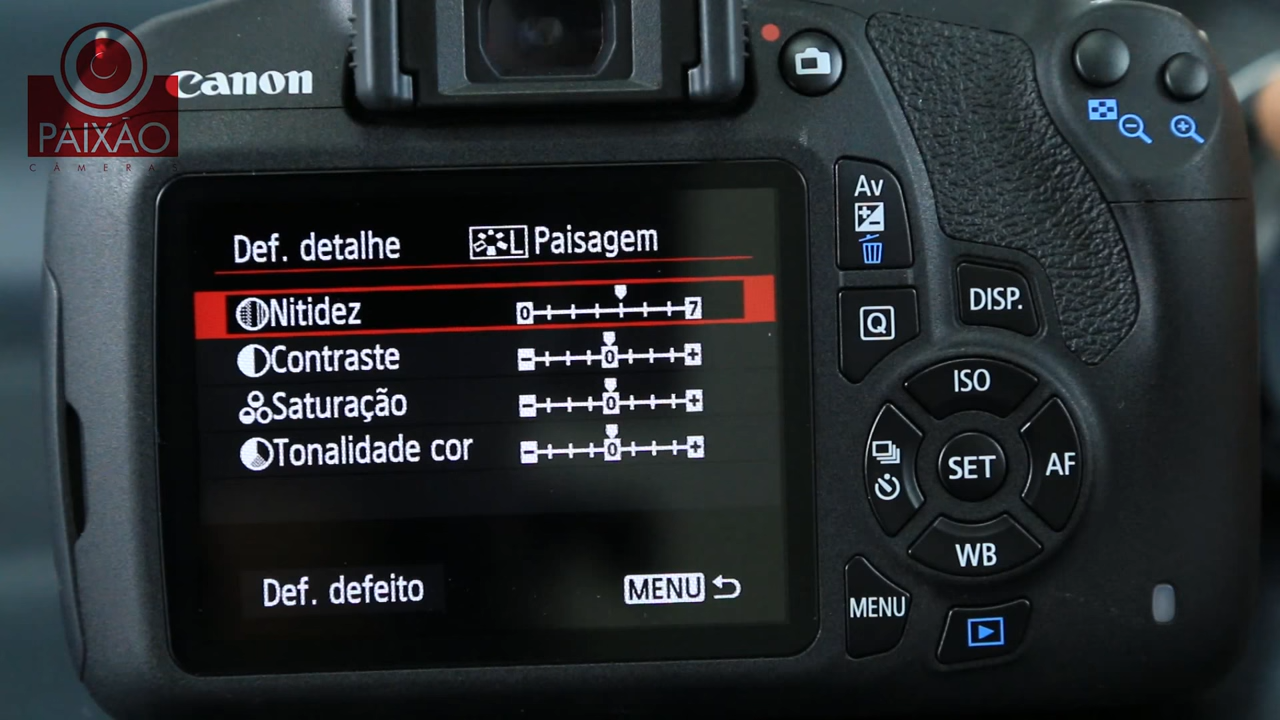 PAIXÃO
CÂMERAS
Canon
Def. detalhe
L Paisagem
Nitidez 0 7
Contraste - 0 +
Saturação - 0 +
Tonalidade cor - 0 +
Def. defeito
MENU
Av
Q
DISP.
ISO
SET
AF
WB
MENU